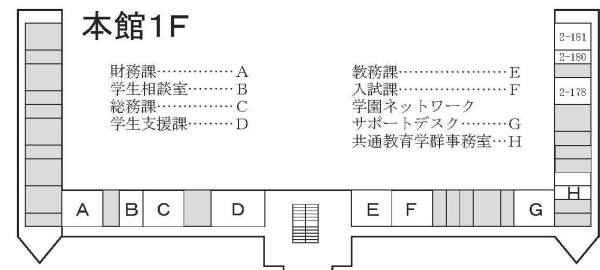 本館1F
財務課……………A
学生相談室………B
総務課……………C
学生支援課………D
教務課…………………E
入試課…………………F
学園ネットワーク
サポートデスク………G
共通教育学群事務室…H
2-181
2-180
2-178
H
A
B
C
D
E
F
G